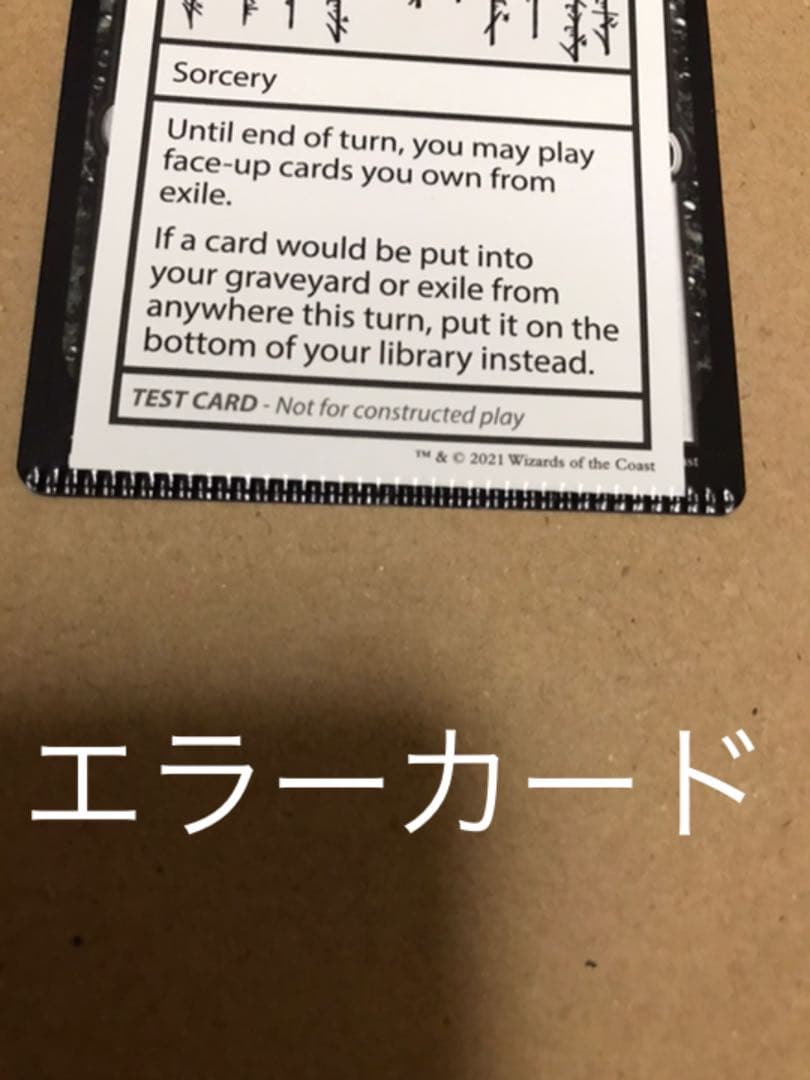 Sorcery
Until end of turn, you may play
face-up cards you own from
exile.
If a card would be put into
your graveyard or exile from
anywhere this turn, put it on the
bottom of your library instead.
TEST CARD - Not for constructed play
™ & © 2021 Wizards of the Coast
st
エラーカード